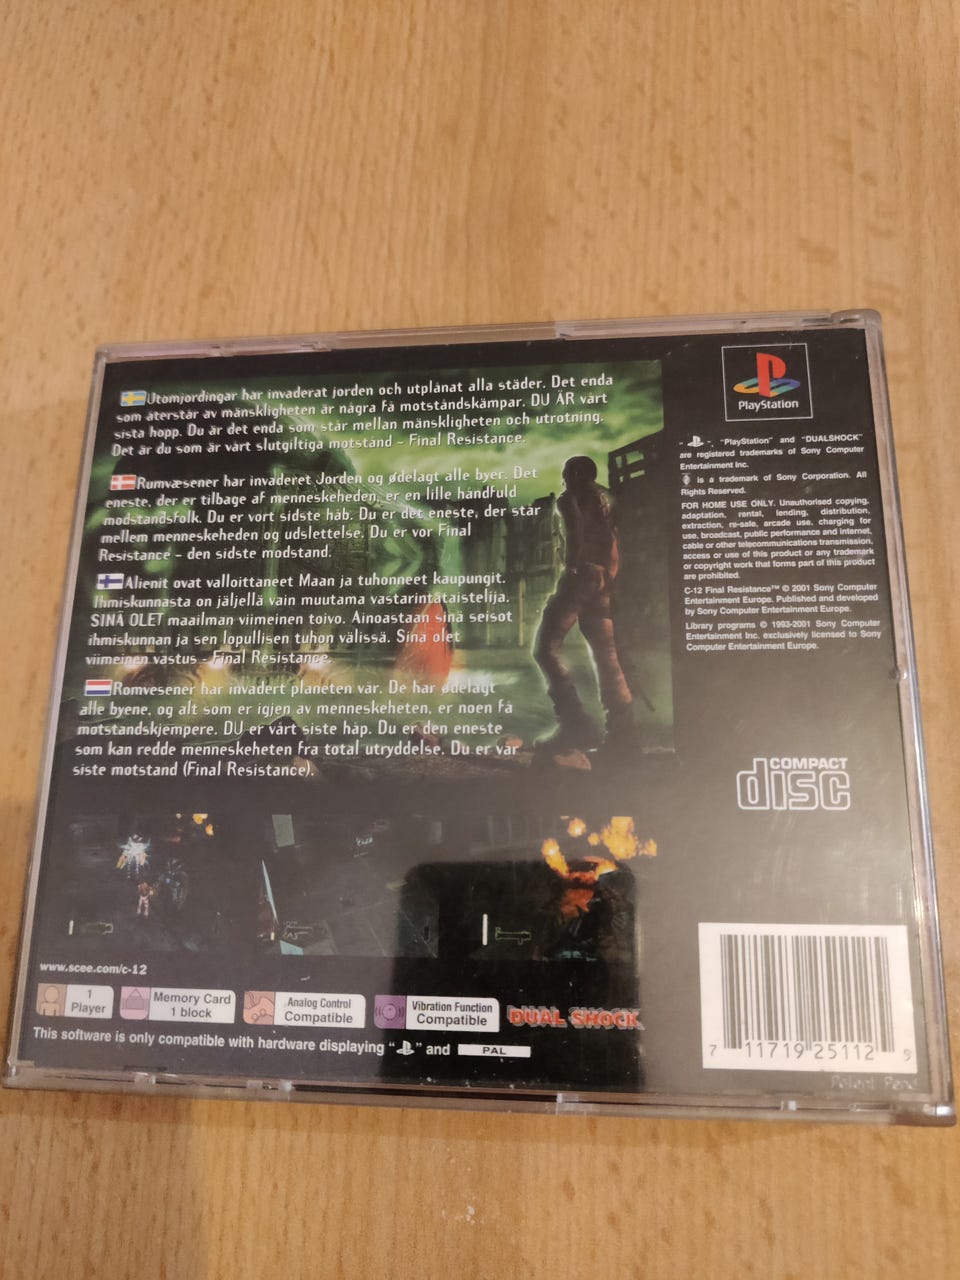 Utomjordingar har invaderat jorden och utplånat alla städer. Det enda
som återstår av mänskligheten är några få motståndskämpar. DU ÄR vårt
sista hopp. Du är det enda som står mellan mänskligheten och utrotning.
Det är du som är vårt slutgiltiga motstånd - Final Resistance.
Rumvæsener har invaderet Jorden og ødelagt alle byer. Det
eneste, der er tilbage af menneskeheden, er en lille håndfuld
modstandsfolk. Du er vort sidste håb. Du er det eneste, der står
mellem menneskeheden og udslettelse. Du er vor Final
Resistance - den sidste modstand.
Alienit ovat valloittaneet Maan ja tuhonneet kaupungit.
Ihmiskunnasta on jäljellä vain muutama vastarintataistelija.
SINÄ OLET maailman viimeinen toivo. Ainoastaan sinä seisot
ihmiskunnan ja sen lopullisen tuhon välissä. Sinä olet
viimeinen vastus - Final Resistance.
Romvesener har invadert planeten vår. De har ødelagt
alle byene, og alt som er igjen av menneskeheten, er noen få
motstandskjempere. DU er vårt siste håp. Du er den eneste
som kan redde menneskeheten fra total utryddelse. Du er vår
siste motstand (Final Resistance).
PlayStation
" ", "PlayStation" and "DUALSHOCK"
are registered trademarks of Sony Computer
Entertainment Inc.
is a trademark of Sony Corporation. All
Rights Reserved.
FOR HOME USE ONLY. Unauthorised copying,
adaptation, rental, lending, distribution,
extraction, re-sale, arcade use, charging for
use, broadcast, public performance and internet,
cable or other telecommunications transmission,
access or use of this product or any trademark
or copyright work that forms part of this product
are prohibited.
C-12 Final Resistance™ © 2001 Sony Computer
Entertainment Europe. Published and developed
by Sony Computer Entertainment Europe.
Library programs © 1993-2001 Sony Computer
Entertainment Inc. exclusively licensed to Sony
Computer Entertainment Europe.
COMPACT
disc
www.scee.com/c-12
1
Player
Memory Card
1 block
Analog Control
Compatible
Vibration Function
Compatible
DUAL SHOCK
This software is only compatible with hardware displaying " " and PAL
7 11719 25112 9
Patent Pend